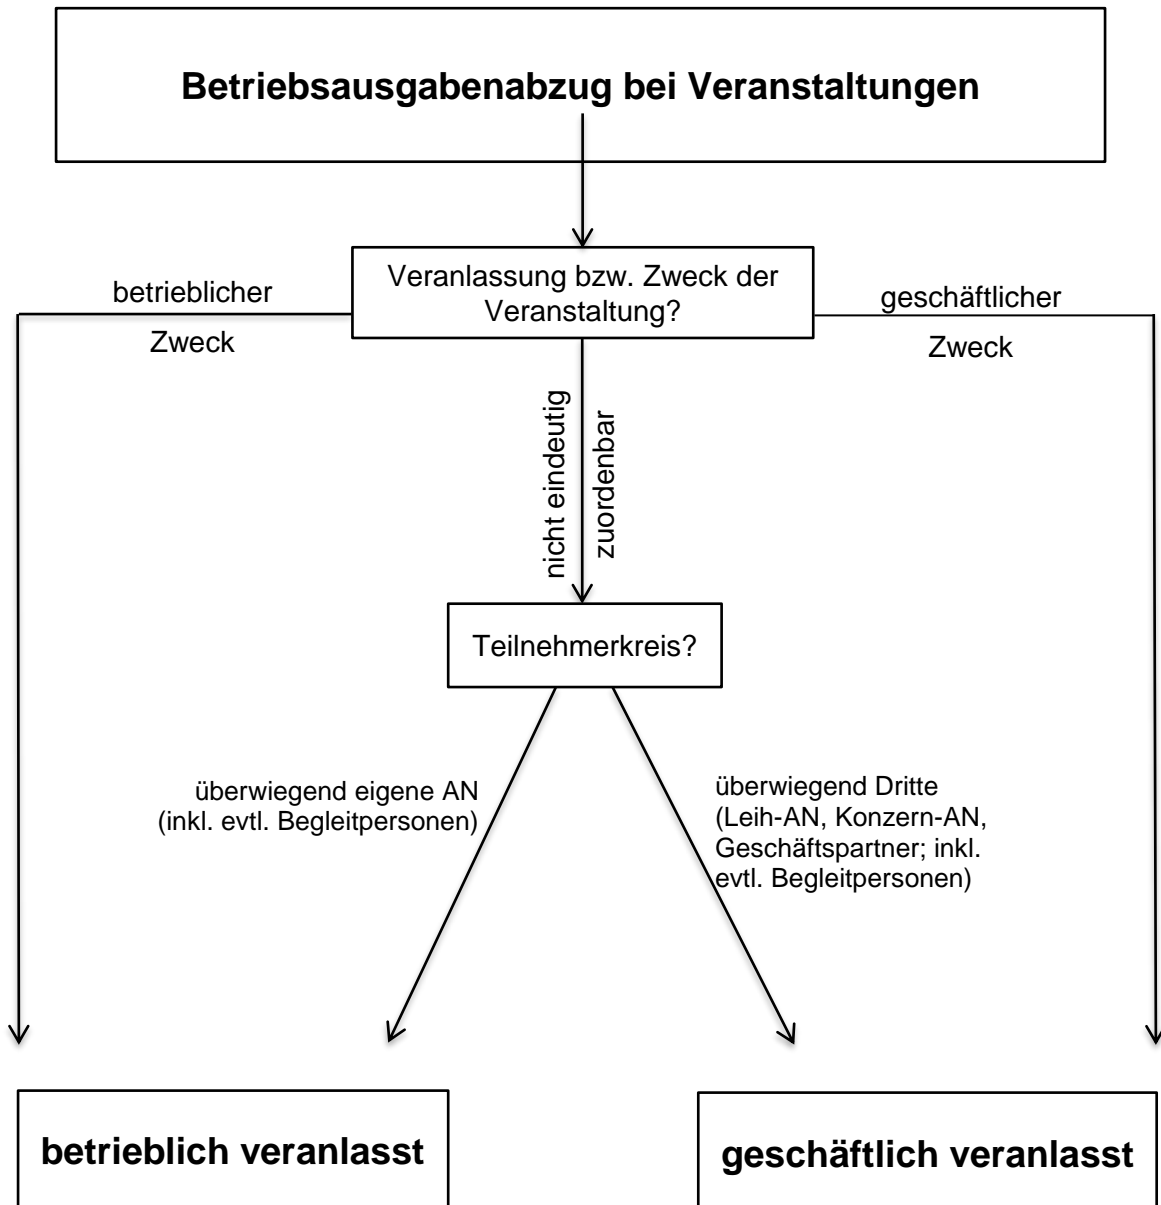 Betriebsausgabenabzug bei Veranstaltungen
Veranlassung bzw. Zweck der
Veranstaltung?
betrieblicher
Zweck
geschäftlicher
Zweck
nicht eindeutig
zuordenbar
Teilnehmerkreis?
überwiegend eigene AN
(inkl. evtl. Begleitpersonen)
überwiegend Dritte
(Leih-AN, Konzern-AN,
Geschäftspartner; inkl.
evtl. Begleitpersonen)
betrieblich veranlasst
geschäftlich veranlasst